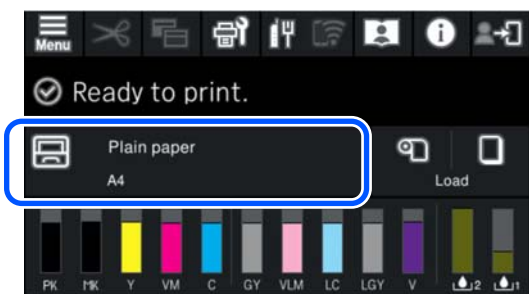 Menu
Ready to print.
Plain paper
A4
Load
PK MK Y VM C GY VLM LC LGY V 2 1